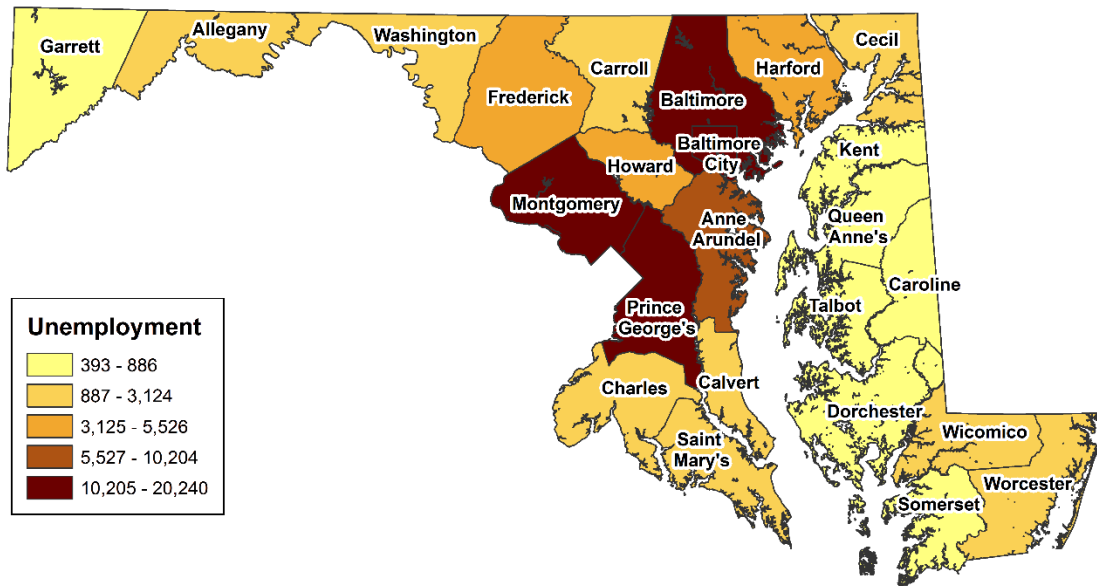 Garrett
Allegany
Washington
Frederick
Carroll
Baltimore
Harford
Cecil
Baltimore
City
Howard
Montgomery
Kent
Anne
Arundel
Queen
Anne's
Caroline
Talbot
Prince
George's
Charles
Calvert
Saint
Mary's
Dorchester
Wicomico
Worcester
Somerset
Unemployment
393 - 886
887 - 3,124
3,125 - 5,526
5,527 - 10,204
10,205 - 20,240